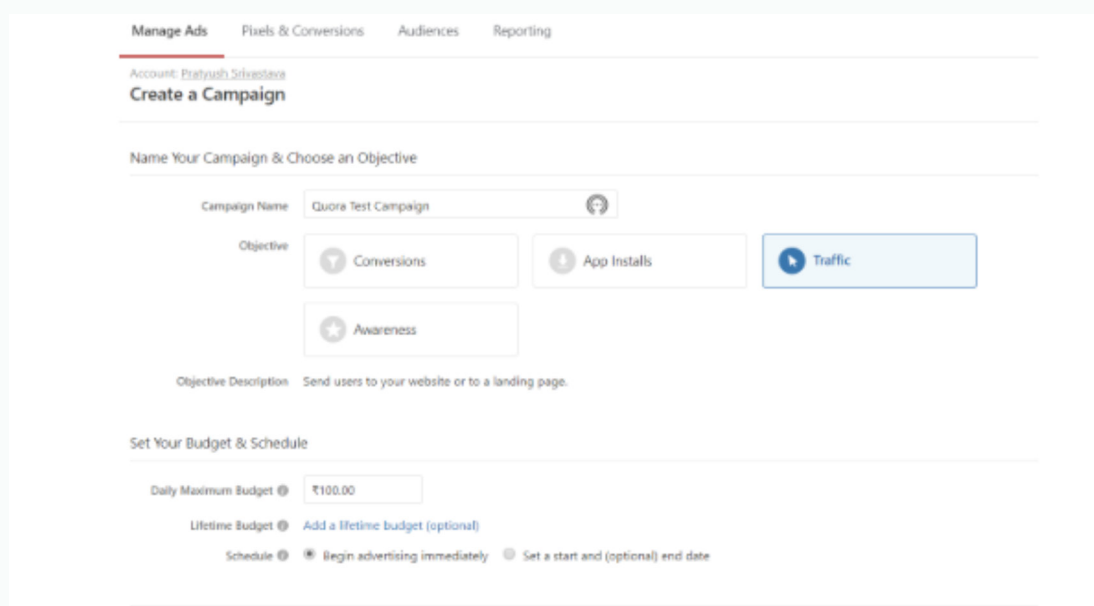 Manage Ads Pixels & Conversions Audiences Reporting
Account: Pratyush Srivastava
Create a Campaign
Name Your Campaign & Choose an Objective
Campaign Name Quora Test Campaign
Objective Conversions App Installs Traffic
Awareness
Objective Description Send users to your website or to a landing page.
Set Your Budget & Schedule
Daily Maximum Budget ₹100.00
Lifetime Budget Add a lifetime budget (optional)
Schedule Begin advertising immediately Set a start and (optional) end date